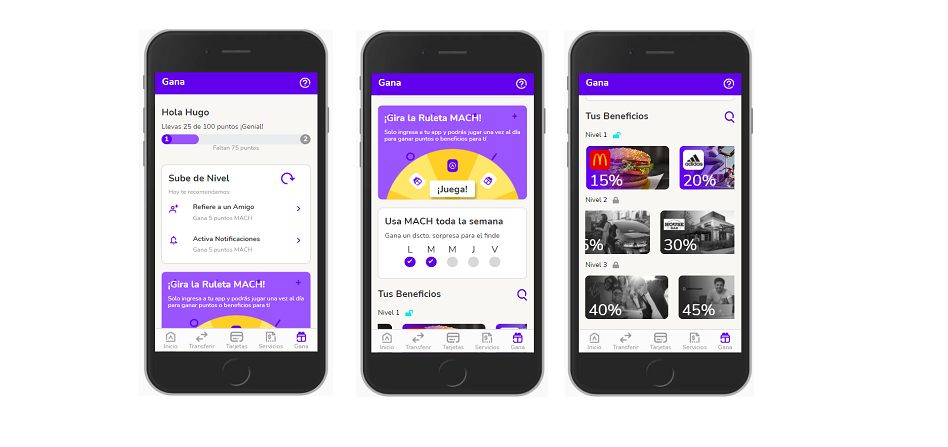 Gana
Hola Hugo
Llevas 25 de 100 puntos ¡Genial!
1
2
Faltan 75 puntos
Sube de Nivel
Hoy te recomendamos:
Refiere a un Amigo
Gana 5 puntos MACH
Activa Notificaciones
Gana 5 puntos MACH
¡Gira la Ruleta MACH!
Solo ingresa a tu app y podrás jugar una vez al día
para ganar puntos o beneficios para ti
Inicio Transferir Tarjetas Servicios Gana
Gana
¡Gira la Ruleta MACH!
Solo ingresa a tu app y podrás jugar una vez al día
para ganar puntos o beneficios para ti
¡Juega!
Usa MACH toda la semana
Gana un dscto. sorpresa para el finde
L M M J V
Tus Beneficios
Nivel 1
Inicio Transferir Tarjetas Servicios Gana
Gana
Tus Beneficios
Nivel 1
15%
adidas
20%
Nivel 2
5%
HOUSE
30%
Nivel 3
40%
45%
Inicio Transferir Tarjetas Servicios Gana